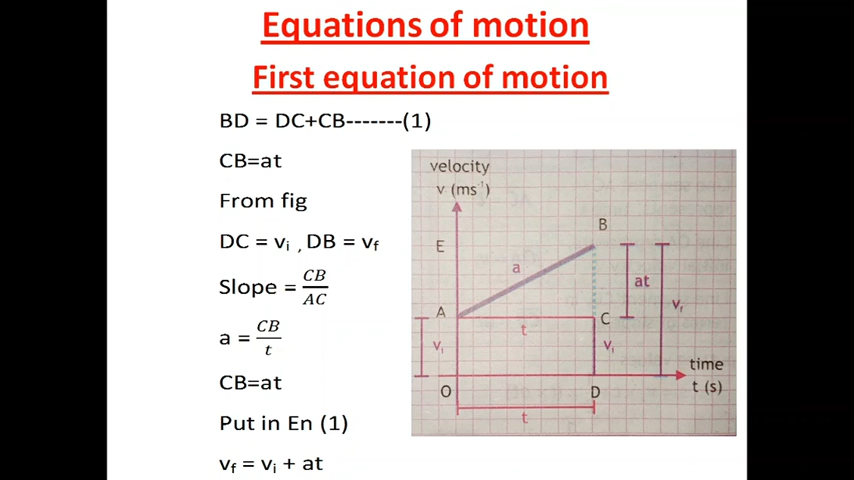 Equations of motion
First equation of motion
BD = DC+CB-------(1)
CB=at
From fig
DC = vᵢ , DB = v_f
Slope = CB/AC
a = CB/t
CB=at
Put in En (1)
v_f = vᵢ + at
velocity
v (ms⁻¹)
B
E
a
at
A
C
v_f
t
vᵢ
vᵢ
time
O
D
t (s)
t